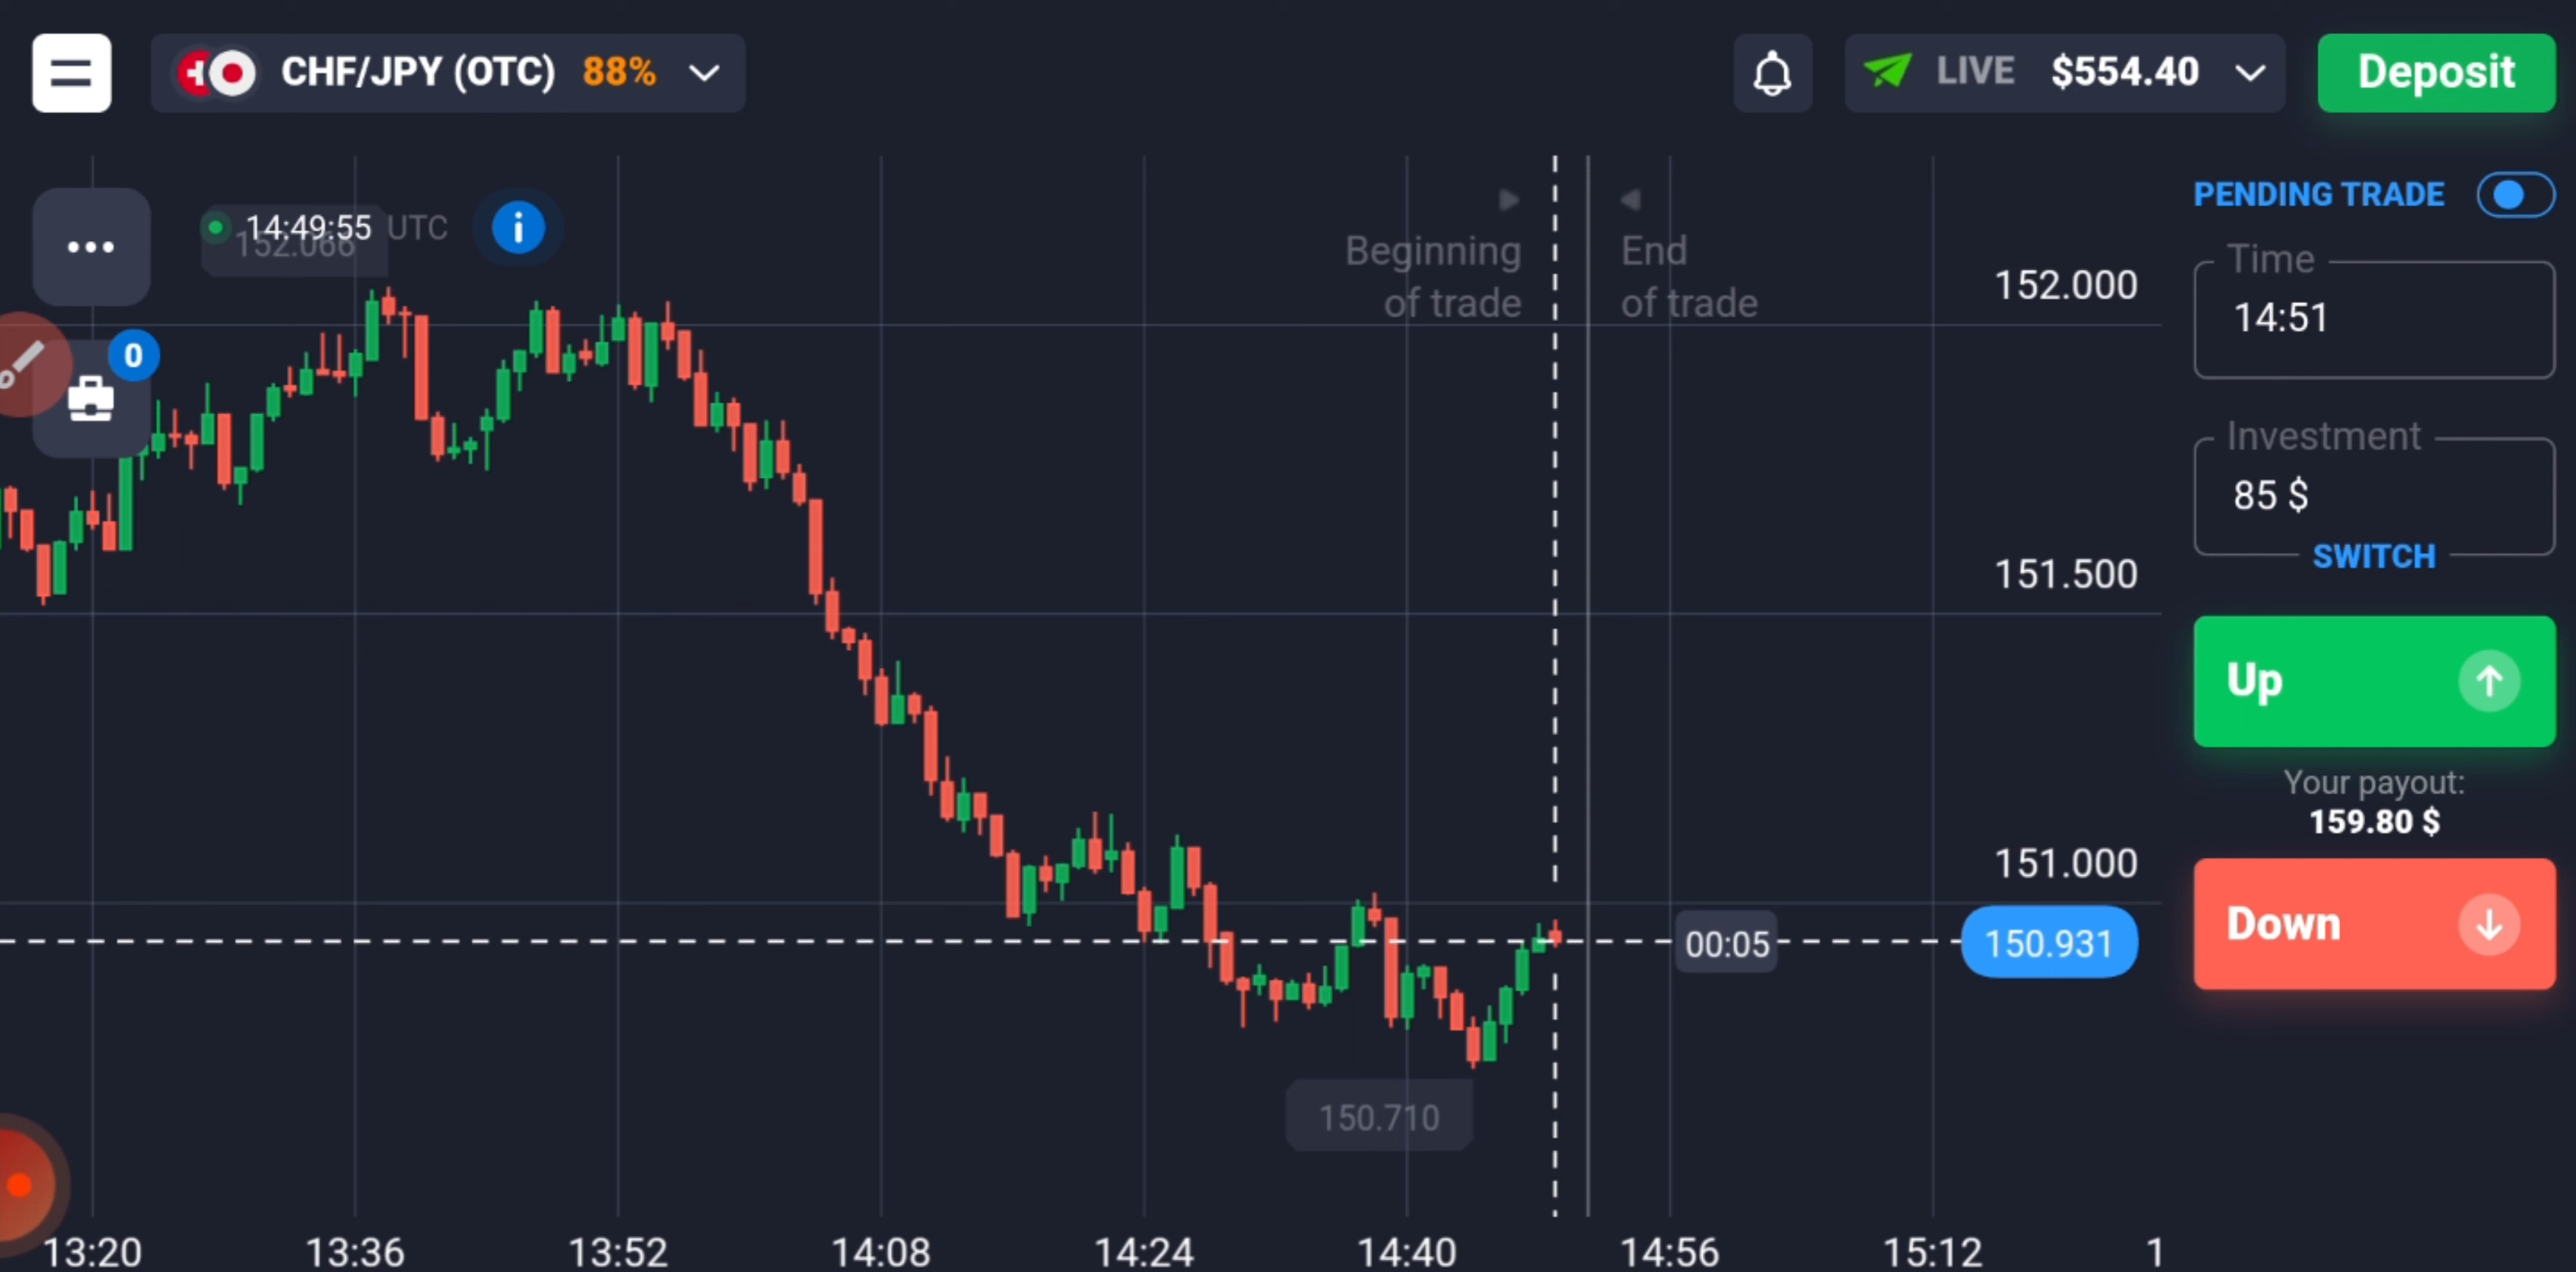 CHF/JPY (OTC) 88%
LIVE $554.40
Deposit
14:49:55 UTC
152.066
Beginning
of trade
End
of trade
PENDING TRADE
Time
14:51
Investment
85 $
SWITCH
Up
Your payout:
159.80 $
Down
0
152.000
151.500
151.000
00:05
150.931
150.710
13:20 13:36 13:52 14:08 14:24 14:40 14:56 15:12 1